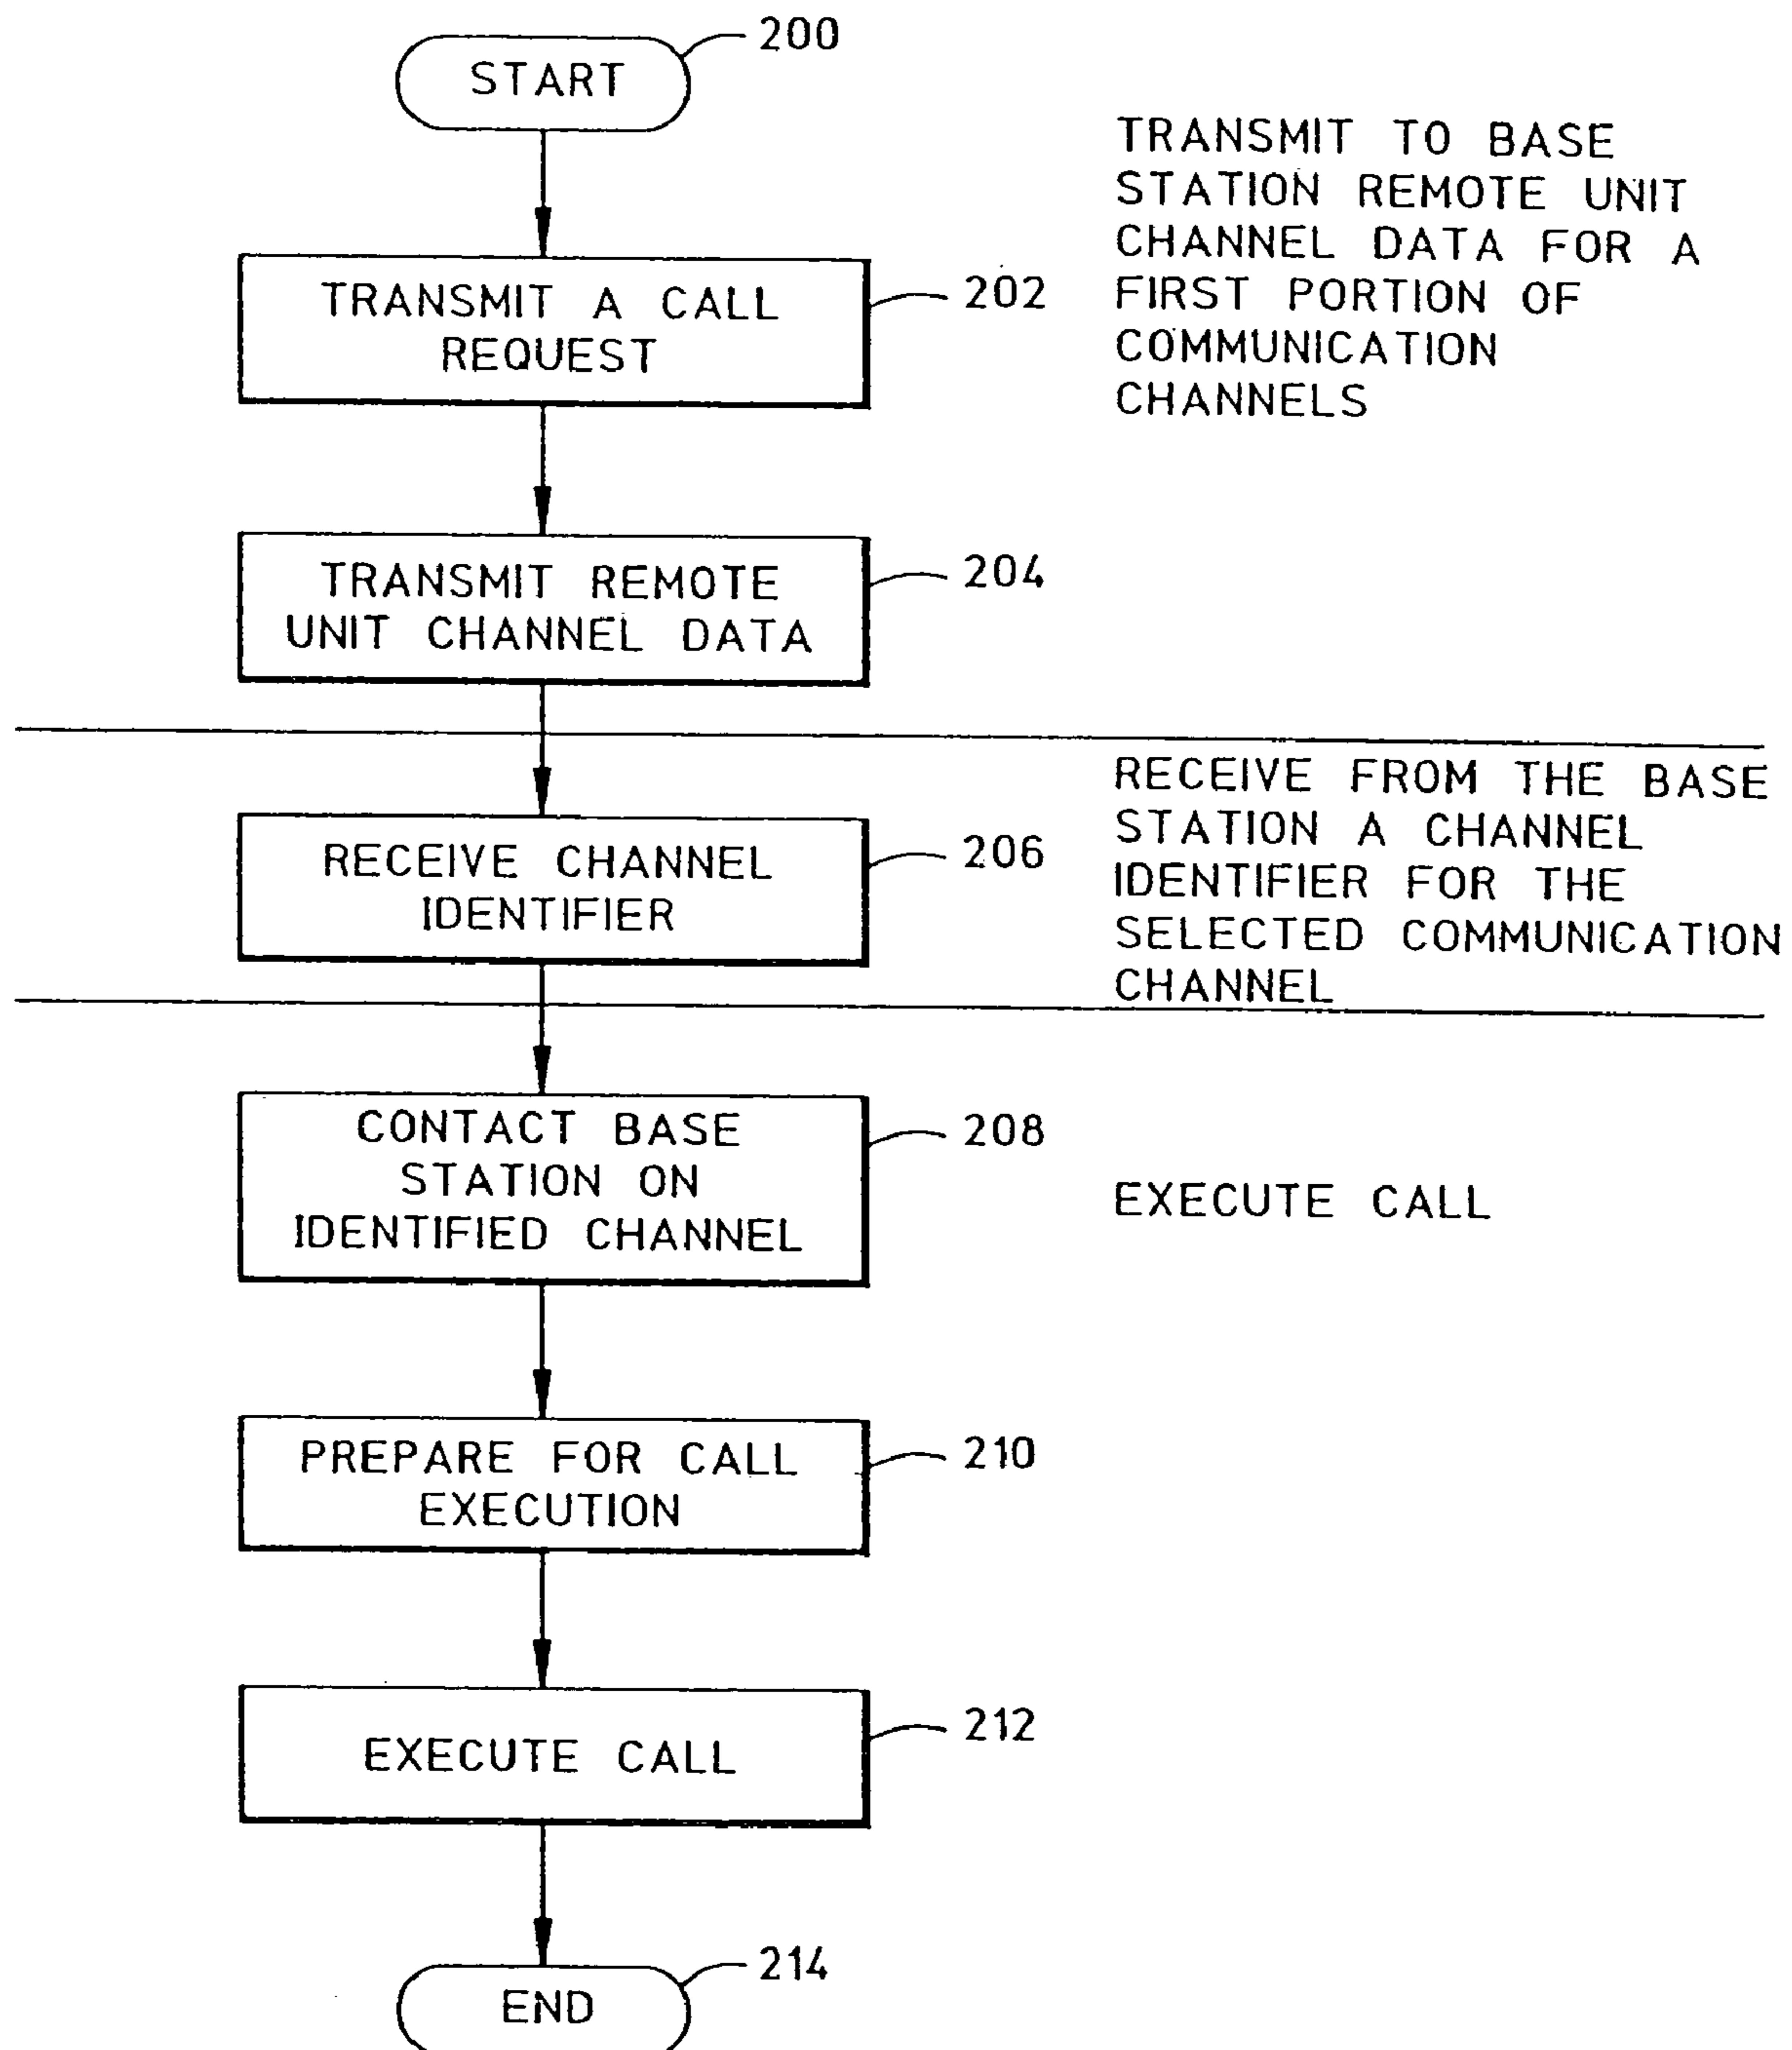 200
START
TRANSMIT TO BASE
STATION REMOTE UNIT
CHANNEL DATA FOR A
FIRST PORTION OF
COMMUNICATION
CHANNELS
TRANSMIT A CALL
REQUEST
202
TRANSMIT REMOTE
UNIT CHANNEL DATA
204
RECEIVE CHANNEL
IDENTIFIER
206
RECEIVE FROM THE BASE
STATION A CHANNEL
IDENTIFIER FOR THE
SELECTED COMMUNICATION
CHANNEL
CONTACT BASE
STATION ON
IDENTIFIED CHANNEL
208
EXECUTE CALL
PREPARE FOR CALL
EXECUTION
210
EXECUTE CALL
212
214
END